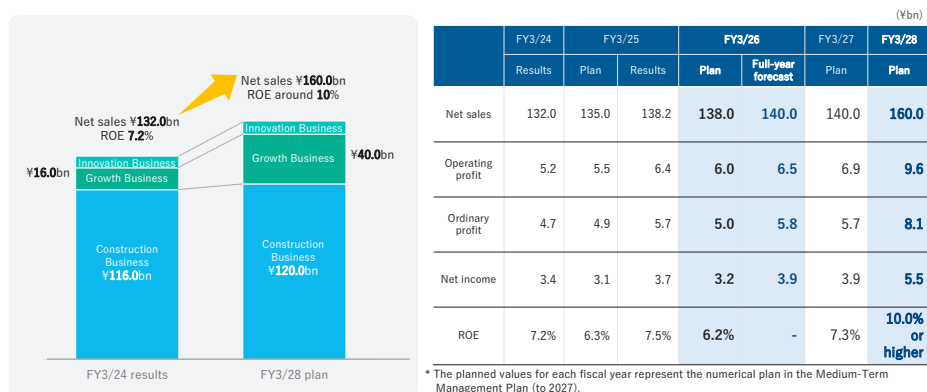 Net sales ¥160.0bn
ROE around 10%
Net sales ¥132.0bn
ROE 7.2%
Innovation Business
Innovation Business
¥16.0bn
Growth Business
Growth Business
¥40.0bn
Construction
Business
¥116.0bn
Construction
Business
¥120.0bn
FY3/24 results
FY3/28 plan
(¥bn)
FY3/24 FY3/25 FY3/26 FY3/27 FY3/28
Results Plan Results Plan Full-year forecast Plan Plan
Net sales 132.0 135.0 138.2 138.0 140.0 140.0 160.0
Operating profit 5.2 5.5 6.4 6.0 6.5 6.9 9.6
Ordinary profit 4.7 4.9 5.7 5.0 5.8 5.7 8.1
Net income 3.4 3.1 3.7 3.2 3.9 3.9 5.5
ROE 7.2% 6.3% 7.5% 6.2% - 7.3% 10.0% or higher
* The planned values for each fiscal year represent the numerical plan in the Medium-Term
Management Plan (to 2027).